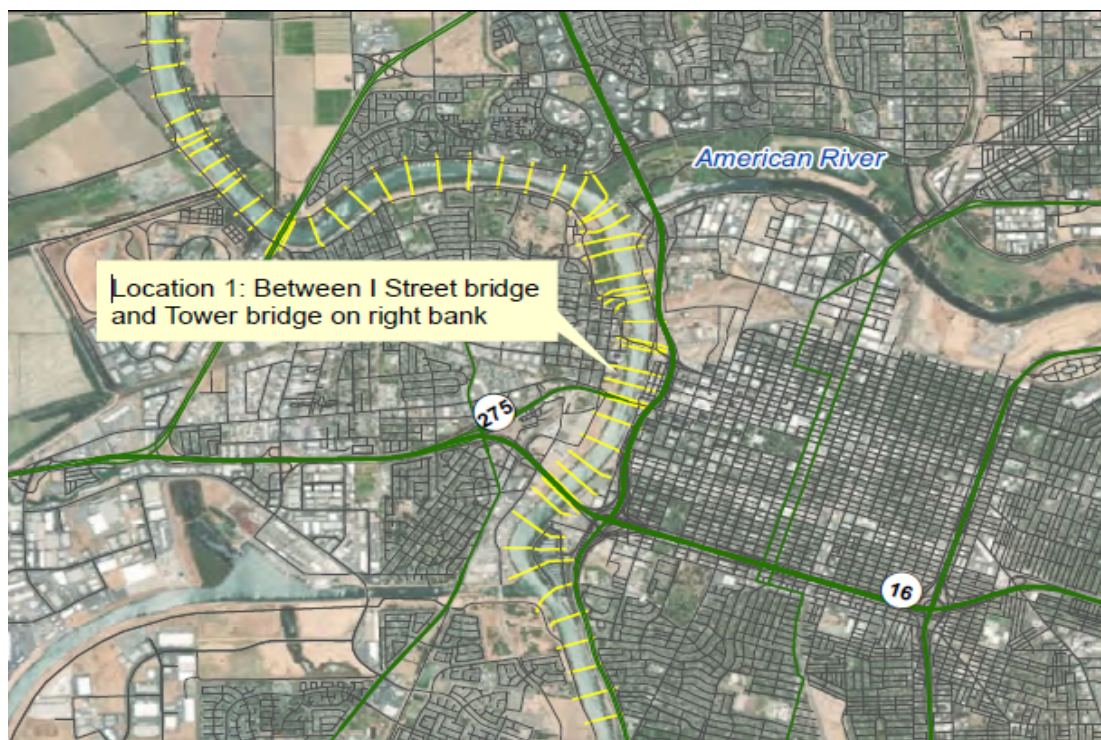 American River
Location 1: Between I Street bridge
and Tower bridge on right bank
275
16